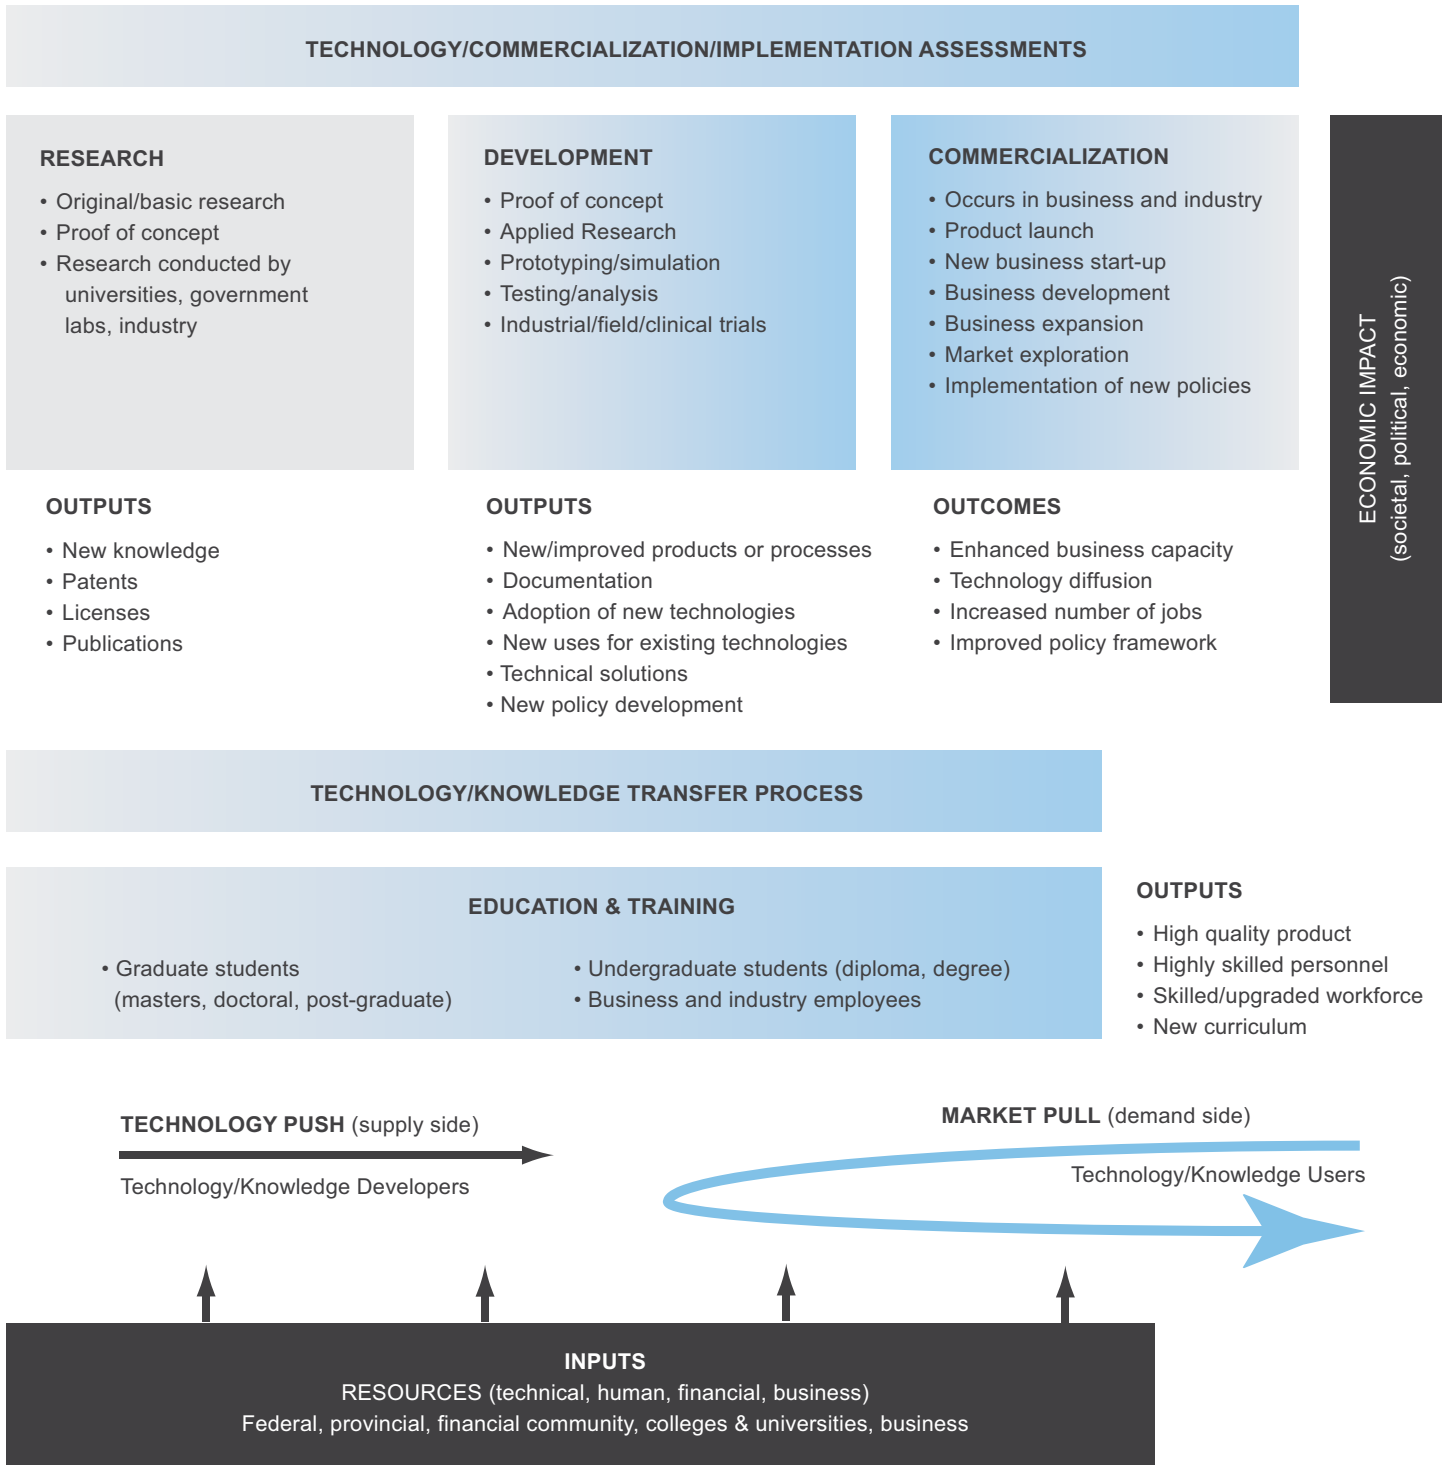 TECHNOLOGY/COMMERCIALIZATION/IMPLEMENTATION ASSESSMENTS
RESEARCH
• Original/basic research
• Proof of concept
• Research conducted by
universities, government
labs, industry
DEVELOPMENT
• Proof of concept
• Applied Research
• Prototyping/simulation
• Testing/analysis
• Industrial/field/clinical trials
COMMERCIALIZATION
• Occurs in business and industry
• Product launch
• New business start-up
• Business development
• Business expansion
• Market exploration
• Implementation of new policies
ECONOMIC IMPACT
(societal, political, economic)
OUTPUTS
• New knowledge
• Patents
• Licenses
• Publications
OUTPUTS
• New/improved products or processes
• Documentation
• Adoption of new technologies
• New uses for existing technologies
• Technical solutions
• New policy development
OUTCOMES
• Enhanced business capacity
• Technology diffusion
• Increased number of jobs
• Improved policy framework
TECHNOLOGY/KNOWLEDGE TRANSFER PROCESS
EDUCATION & TRAINING
• Graduate students
(masters, doctoral, post-graduate)
• Undergraduate students (diploma, degree)
• Business and industry employees
OUTPUTS
• High quality product
• Highly skilled personnel
• Skilled/upgraded workforce
• New curriculum
TECHNOLOGY PUSH (supply side)
Technology/Knowledge Developers
MARKET PULL (demand side)
Technology/Knowledge Users
INPUTS
RESOURCES (technical, human, financial, business)
Federal, provincial, financial community, colleges & universities, business